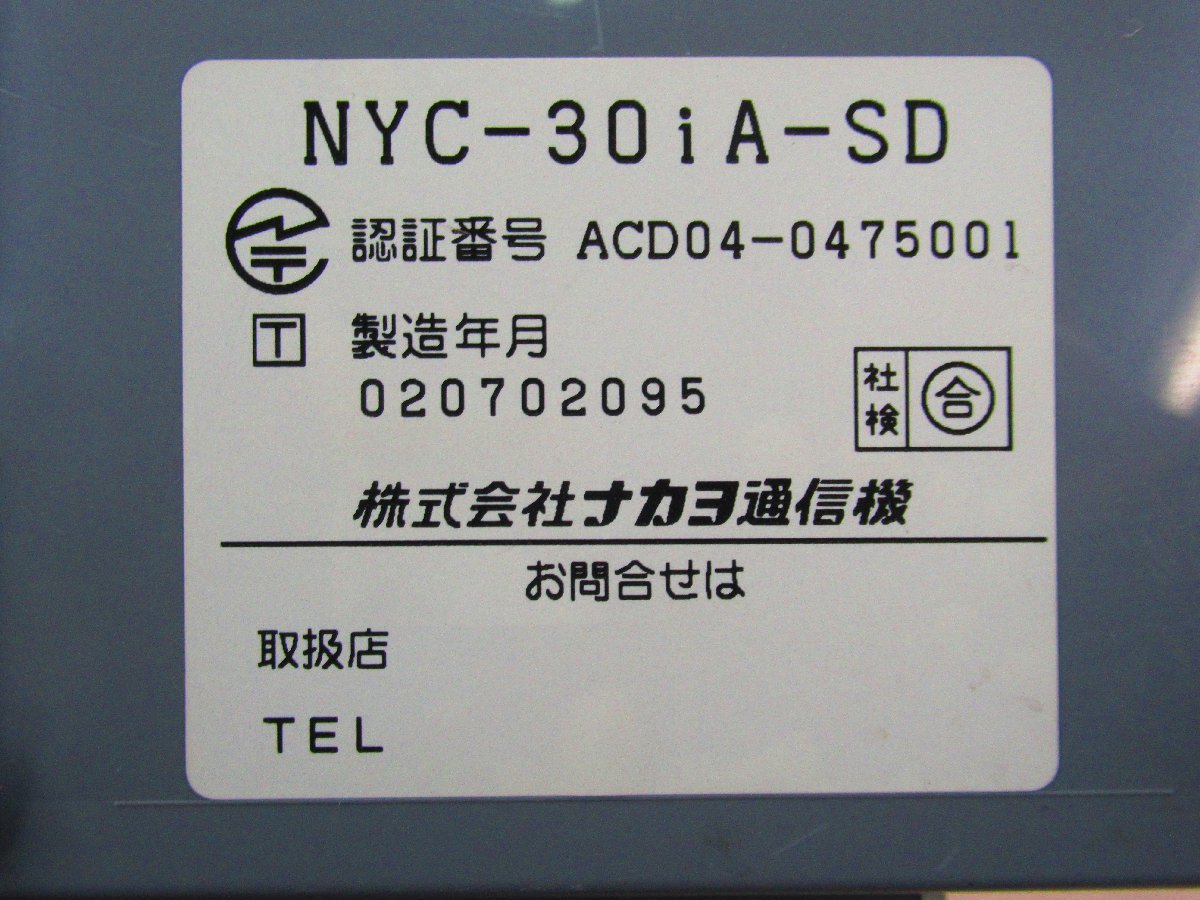 NYC-30iA-SD
認証番号 ACD04-0475001
T 製造年月
020702095
社検 合
株式会社ナカヨ通信機
お問合せは
取扱店
TEL